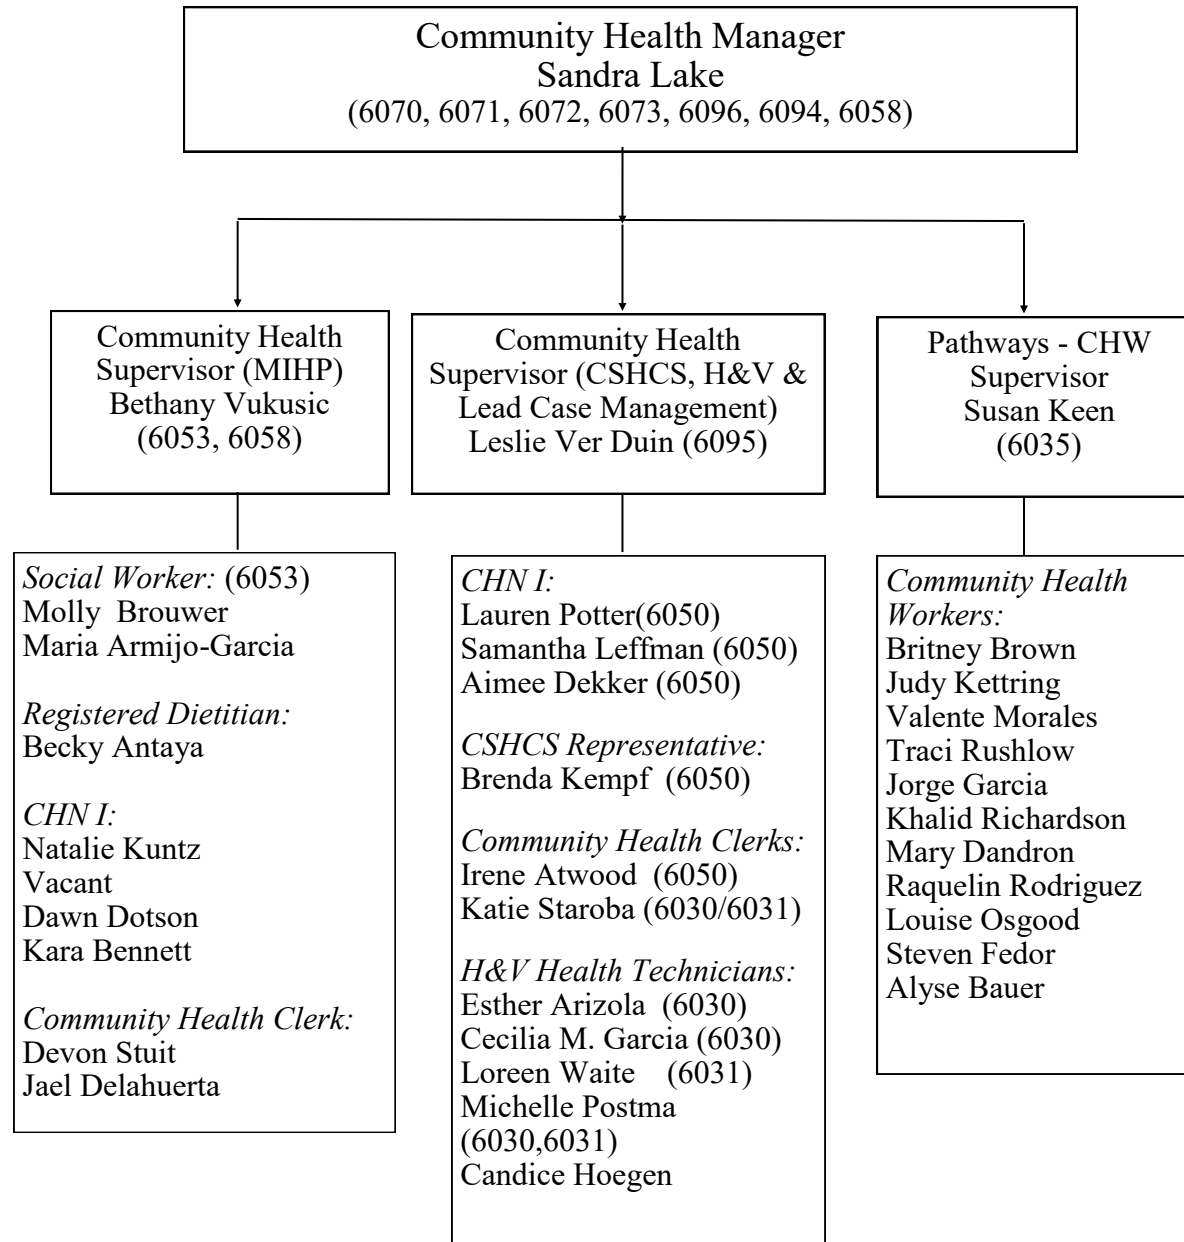 Community Health Manager
Sandra Lake
(6070, 6071, 6072, 6073, 6096, 6094, 6058)
Community Health
Supervisor (MIHP)
Bethany Vukusic
(6053, 6058)
Community Health
Supervisor (CSHCS, H&V &
Lead Case Management)
Leslie Ver Duin (6095)
Pathways - CHW
Supervisor
Susan Keen
(6035)
Social Worker: (6053)
Molly Brouwer
Maria Armijo-Garcia
Registered Dietitian:
Becky Antaya
CHN I:
Natalie Kuntz
Vacant
Dawn Dotson
Kara Bennett
Community Health Clerk:
Devon Stuit
Jael Delahuerta
CHN I:
Lauren Potter(6050)
Samantha Leffman (6050)
Aimee Dekker (6050)
CSHCS Representative:
Brenda Kempf (6050)
Community Health Clerks:
Irene Atwood (6050)
Katie Staroba (6030/6031)
H&V Health Technicians:
Esther Arizola (6030)
Cecilia M. Garcia (6030)
Loreen Waite (6031)
Michelle Postma
(6030,6031)
Candice Hoegen
Community Health
Workers:
Britney Brown
Judy Kettring
Valente Morales
Traci Rushlow
Jorge Garcia
Khalid Richardson
Mary Dandron
Raquelin Rodriguez
Louise Osgood
Steven Fedor
Alyse Bauer